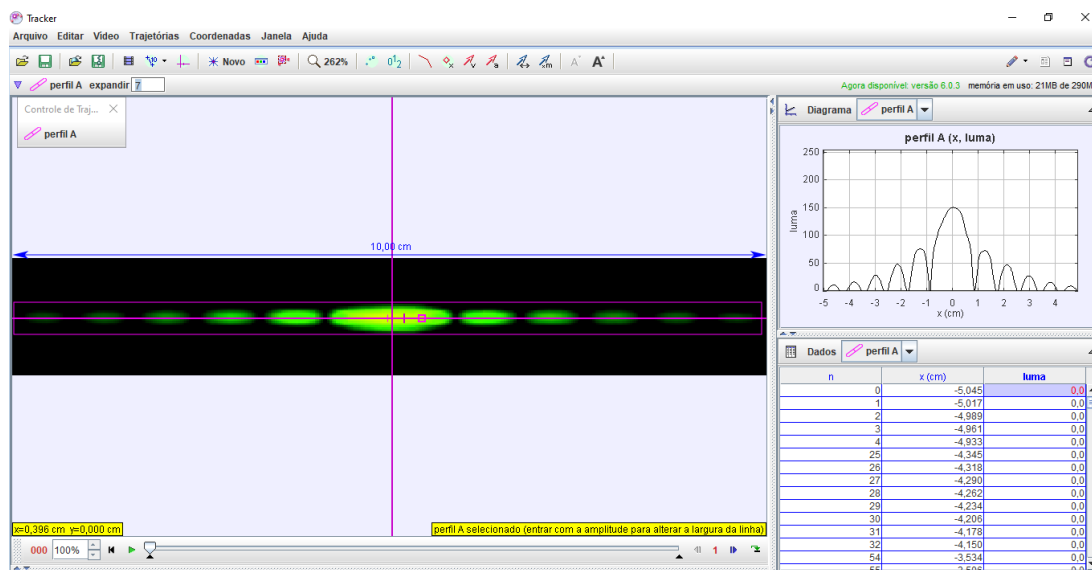 Tracker
Arquivo Editar Vídeo Trajetórias Coordenadas Janela Ajuda
Novo 262%
perfil A expandir 7 Agora disponível: versão 6.0.3 memória em uso: 21MB de 290M
Controle de Traj...
perfil A
10,00 cm
x=0,396 cm y=0,000 cm
perfil A selecionado (entrar com a amplitude para alterar a largura da linha)
000 100% 1
Diagrama perfil A
perfil A (x, luma)
250
200
150
100
50
0
luma
-5 -4 -3 -2 -1 0 1 2 3 4
x (cm)
Dados perfil A
n x (cm) luma
0 -5,045 0,0
1 -5,017 0,0
2 -4,989 0,0
3 -4,961 0,0
4 -4,933 0,0
25 -4,345 0,0
26 -4,318 0,0
27 -4,290 0,0
28 -4,262 0,0
29 -4,234 0,0
30 -4,206 0,0
31 -4,178 0,0
32 -4,150 0,0
54 -3,534 0,0